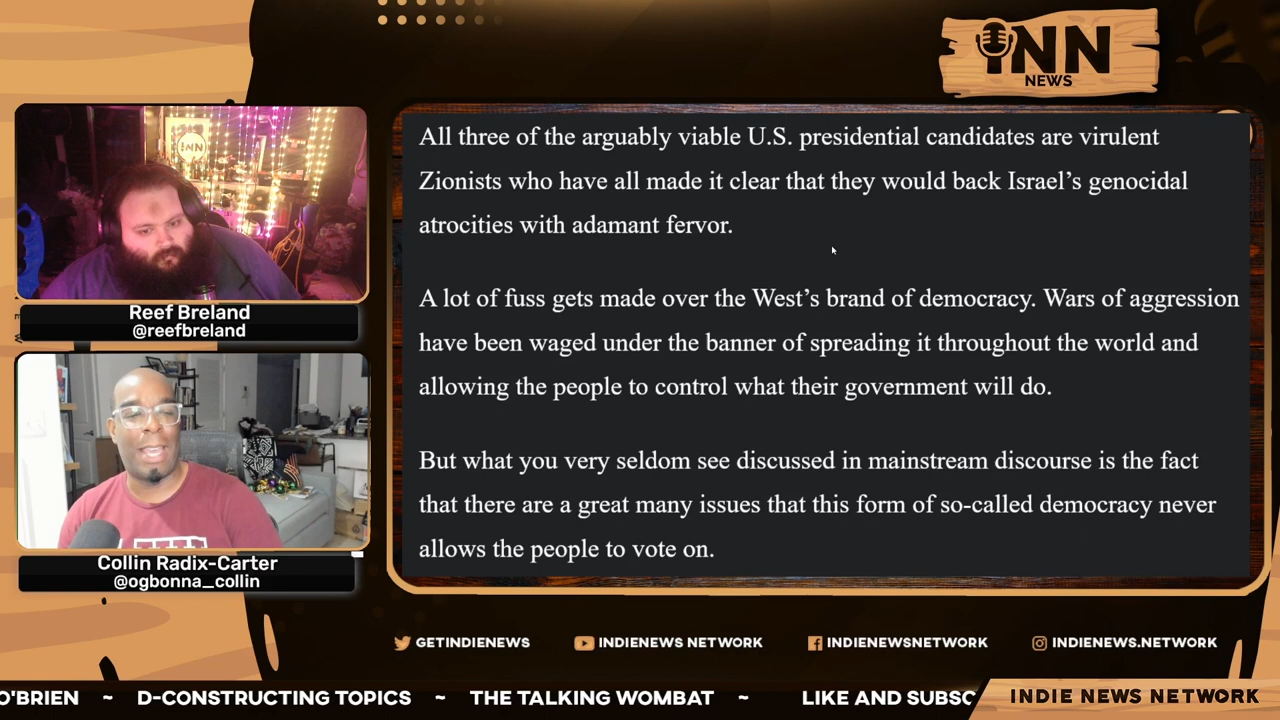 iNN
NEWS
All three of the arguably viable U.S. presidential candidates are virulent
Zionists who have all made it clear that they would back Israel’s genocidal
atrocities with adamant fervor.
A lot of fuss gets made over the West’s brand of democracy. Wars of aggression
have been waged under the banner of spreading it throughout the world and
allowing the people to control what their government will do.
But what you very seldom see discussed in mainstream discourse is the fact
that there are a great many issues that this form of so-called democracy never
allows the people to vote on.
iNN
Reef Breland
@reefbreland
Collin Radix-Carter
@ogbonna_collin
GETINDIENEWS
INDIENEWS NETWORK
INDIENEWSNETWORK
INDIENEWS.NETWORK
O'BRIEN ~ D-CONSTRUCTING TOPICS ~ THE TALKING WOMBAT ~ LIKE AND SUBSC
INDIE NEWS NETWORK